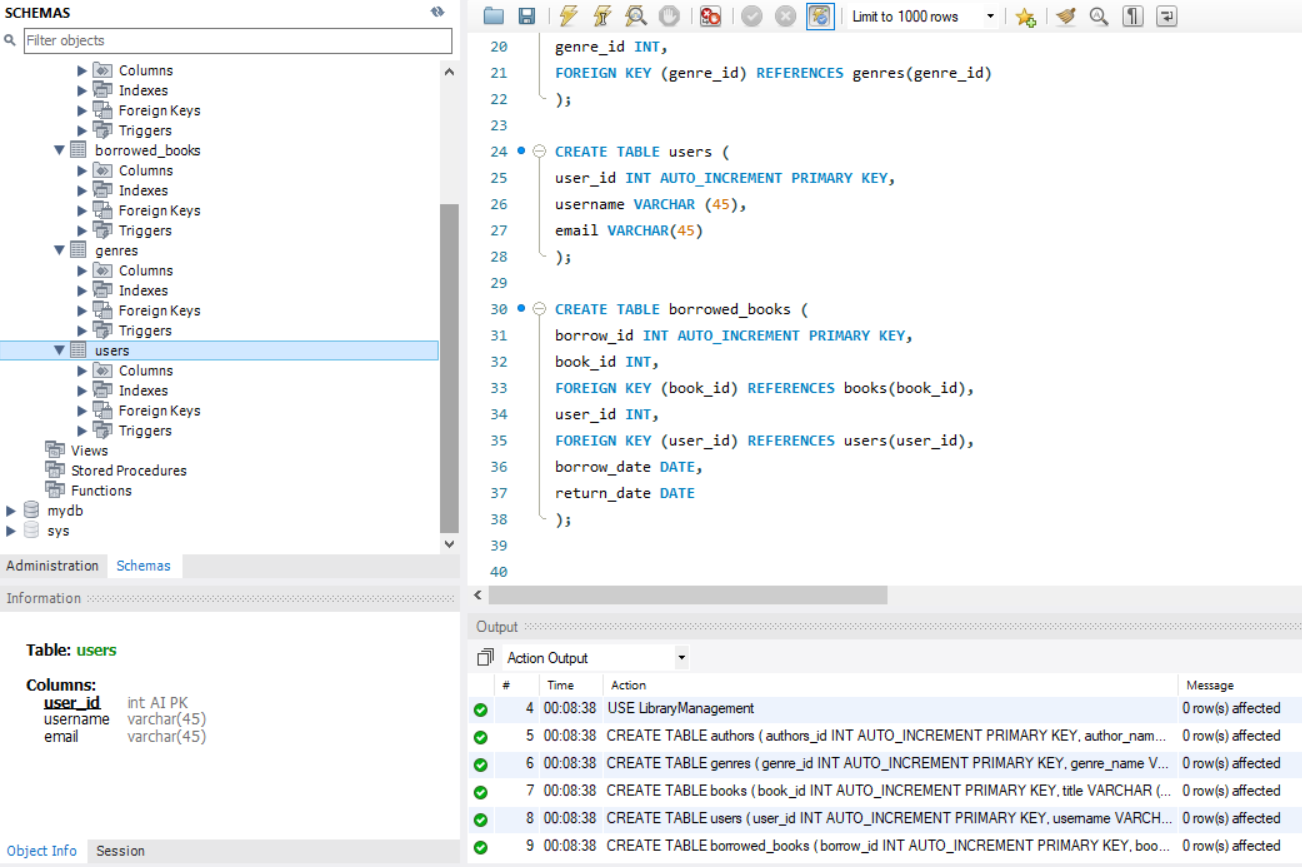 SCHEMAS
Filter objects
Columns
Indexes
Foreign Keys
Triggers
borrowed_books
Columns
Indexes
Foreign Keys
Triggers
genres
Columns
Indexes
Foreign Keys
Triggers
users
Columns
Indexes
Foreign Keys
Triggers
Views
Stored Procedures
Functions
mydb
sys
Administration Schemas
Information
Table: users
Columns:
user_id int AI PK
username varchar(45)
email varchar(45)
Object Info Session
Limit to 1000 rows
20 genre_id INT,
21 FOREIGN KEY (genre_id) REFERENCES genres(genre_id)
22 );
23
24 CREATE TABLE users (
25 user_id INT AUTO_INCREMENT PRIMARY KEY,
26 username VARCHAR (45),
27 email VARCHAR(45)
28 );
29
30 CREATE TABLE borrowed_books (
31 borrow_id INT AUTO_INCREMENT PRIMARY KEY,
32 book_id INT,
33 FOREIGN KEY (book_id) REFERENCES books(book_id),
34 user_id INT,
35 FOREIGN KEY (user_id) REFERENCES users(user_id),
36 borrow_date DATE,
37 return_date DATE
38 );
39
40
Output
Action Output
# Time Action Message
4 00:08:38 USE LibraryManagement 0 row(s) affected
5 00:08:38 CREATE TABLE authors ( authors_id INT AUTO_INCREMENT PRIMARY KEY, author_nam... 0 row(s) affected
6 00:08:38 CREATE TABLE genres ( genre_id INT AUTO_INCREMENT PRIMARY KEY, genre_name V... 0 row(s) affected
7 00:08:38 CREATE TABLE books ( book_id INT AUTO_INCREMENT PRIMARY KEY, title VARCHAR (... 0 row(s) affected
8 00:08:38 CREATE TABLE users ( user_id INT AUTO_INCREMENT PRIMARY KEY, username VARCH... 0 row(s) affected
9 00:08:38 CREATE TABLE borrowed_books ( borrow_id INT AUTO_INCREMENT PRIMARY KEY, boo... 0 row(s) affected